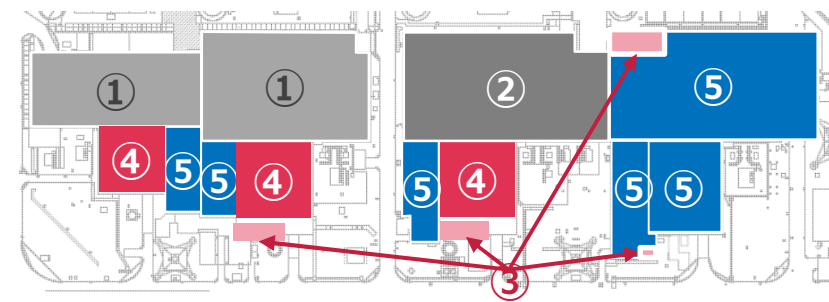 ① ① ② ⑤
④ ⑤ ⑤ ④ ⑤ ④ ⑤ ⑤
③